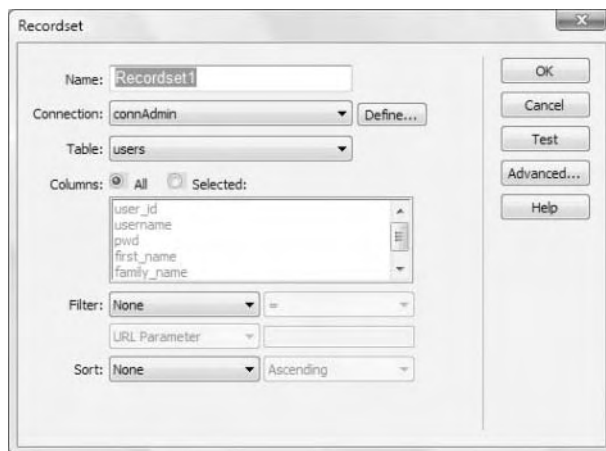 Recordset
Name: Recordset1
Connection: connAdmin Define...
Table: users
Columns: All Selected:
user_id
username
pwd
first_name
family_name
Filter: None =
URL Parameter
Sort: None Ascending
OK
Cancel
Test
Advanced...
Help